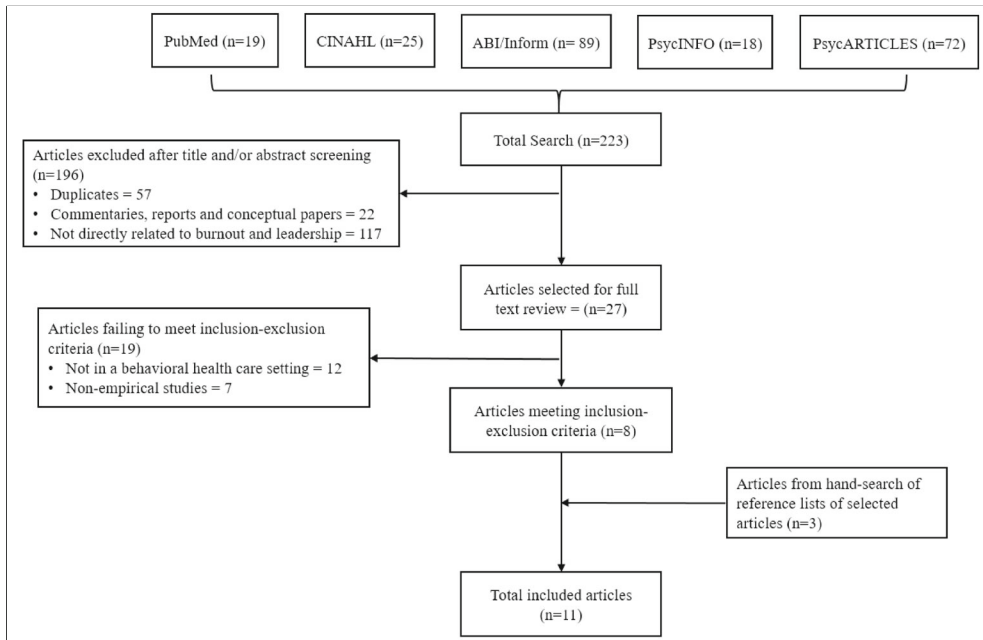 PubMed (n=19)
CINAHL (n=25)
ABI/Inform (n= 89)
PsycINFO (n=18)
PsycARTICLES (n=72)
Total Search (n=223)
Articles excluded after title and/or abstract screening
(n=196)
• Duplicates = 57
• Commentaries, reports and conceptual papers = 22
• Not directly related to burnout and leadership = 117
Articles selected for full
text review = (n=27)
Articles failing to meet inclusion-exclusion
criteria (n=19)
• Not in a behavioral health care setting = 12
• Non-empirical studies = 7
Articles meeting inclusion-
exclusion criteria (n=8)
Articles from hand-search of
reference lists of selected
articles (n=3)
Total included articles
(n=11)